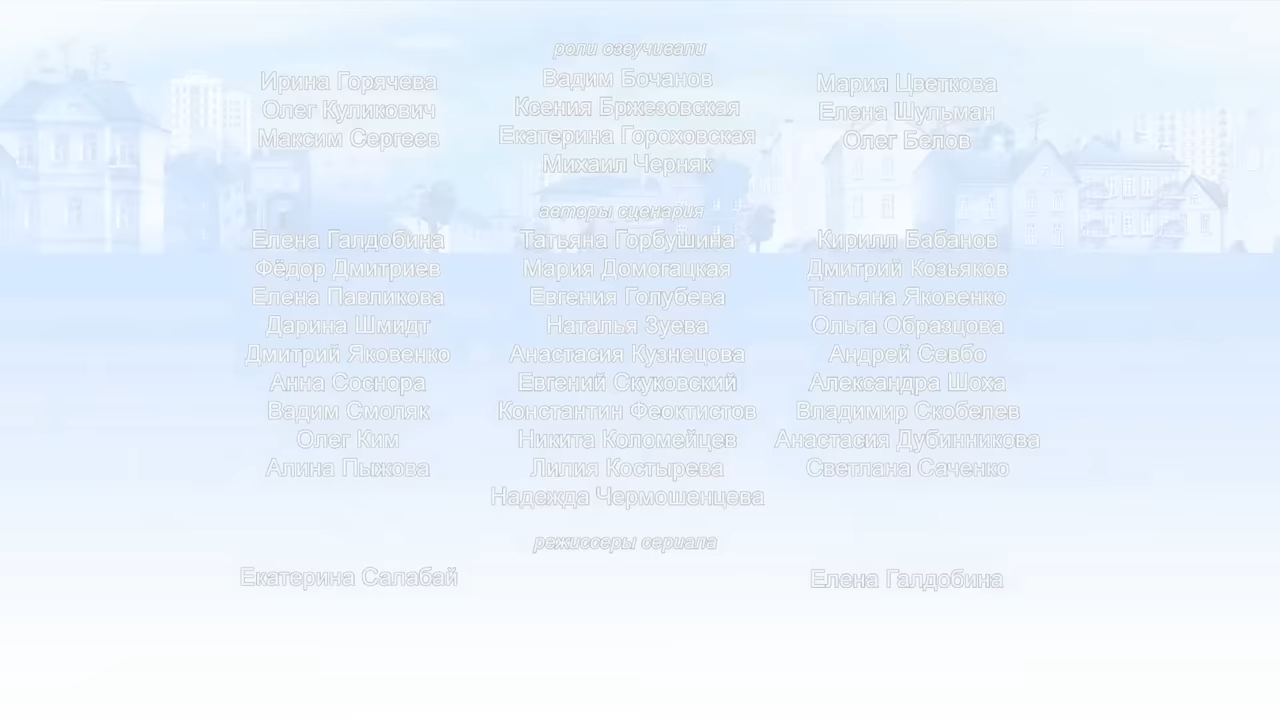 роли озвучивали
Ирина Горячева
Олег Куликович
Максим Сергеев
Вадим Бочанов
Ксения Бржезовская
Екатерина Гороховская
Михаил Черняк
Мария Цветкова
Елена Шульман
Олег Белов
авторы сценария
Елена Галдобина
Фёдор Дмитриев
Елена Павликова
Дарина Шмидт
Дмитрий Яковенко
Анна Соснора
Вадим Смоляк
Олег Ким
Алина Пыжова
Татьяна Горбушина
Мария Домогацкая
Евгения Голубева
Наталья Зуева
Анастасия Кузнецова
Евгений Скуковский
Константин Феоктистов
Никита Коломейцев
Лилия Костырева
Надежда Чермошенцева
Кирилл Бабанов
Дмитрий Козьяков
Татьяна Яковенко
Ольга Образцова
Андрей Севбо
Александра Шоха
Владимир Скобелев
Анастасия Дубинникова
Светлана Саченко
режиссеры сериала
Екатерина Салабай
Елена Галдобина